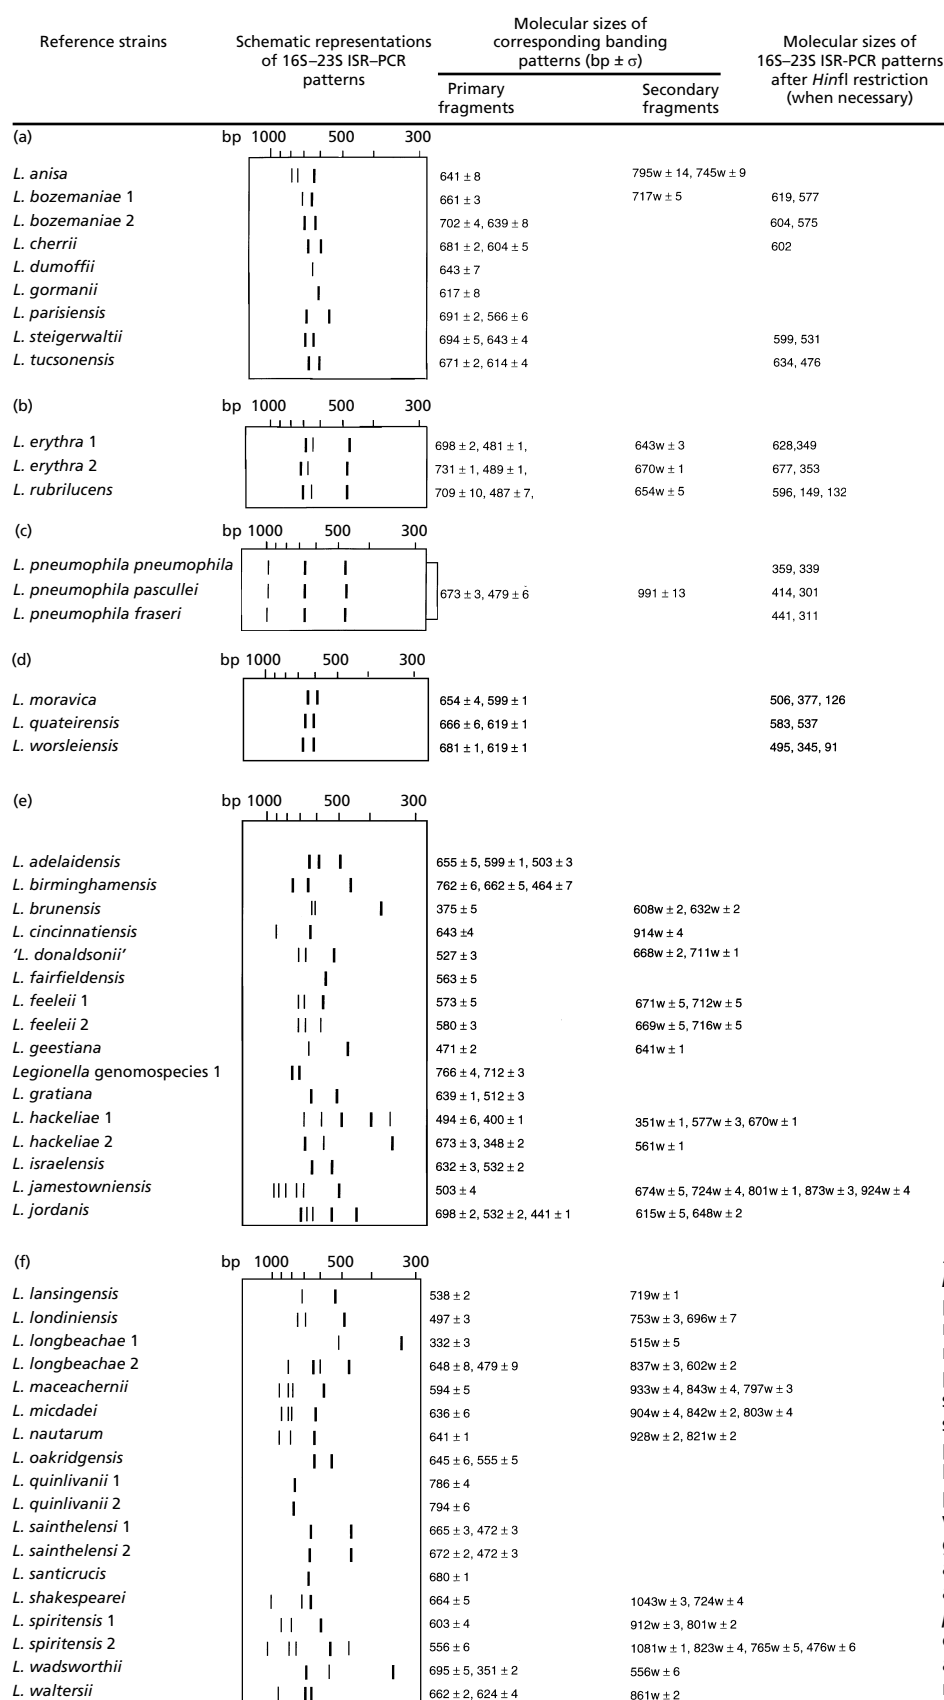 Reference strains
Schematic representations of 16S–23S ISR–PCR patterns
Molecular sizes of corresponding banding patterns (bp ± σ)
Primary fragments
Secondary fragments
Molecular sizes of 16S–23S ISR-PCR patterns after HinfI restriction (when necessary)
(a) bp 1000 500 300
L. anisa 641 ± 8 795w ± 14, 745w ± 9
L. bozemaniae 1 661 ± 3 717w ± 5 619, 577
L. bozemaniae 2 702 ± 4, 639 ± 8 604, 575
L. cherrii 681 ± 2, 604 ± 5 602
L. dumoffii 643 ± 7
L. gormanii 617 ± 8
L. parisiensis 691 ± 2, 566 ± 6
L. steigerwaltii 694 ± 5, 643 ± 4 599, 531
L. tucsonensis 671 ± 2, 614 ± 4 634, 476
(b) bp 1000 500 300
L. erythra 1 698 ± 2, 481 ± 1, 643w ± 3 628,349
L. erythra 2 731 ± 1, 489 ± 1, 670w ± 1 677, 353
L. rubrilucens 709 ± 10, 487 ± 7, 654w ± 5 596, 149, 132
(c) bp 1000 500 300
L. pneumophila pneumophila 359, 339
L. pneumophila pascullei 673 ± 3, 479 ± 6 991 ± 13 414, 301
L. pneumophila fraseri 441, 311
(d) bp 1000 500 300
L. moravica 654 ± 4, 599 ± 1 506, 377, 126
L. quateirensis 666 ± 6, 619 ± 1 583, 537
L. worsleiensis 681 ± 1, 619 ± 1 495, 345, 91
(e) bp 1000 500 300
L. adelaidensis 655 ± 5, 599 ± 1, 503 ± 3
L. birminghamensis 762 ± 6, 662 ± 5, 464 ± 7
L. brunensis 375 ± 5 608w ± 2, 632w ± 2
L. cincinnatiensis 643 ±4 914w ± 4
‘L. donaldsonii’ 527 ± 3 668w ± 2, 711w ± 1
L. fairfieldensis 563 ± 5
L. feeleii 1 573 ± 5 671w ± 5, 712w ± 5
L. feeleii 2 580 ± 3 669w ± 5, 716w ± 5
L. geestiana 471 ± 2 641w ± 1
Legionella genomospecies 1 766 ± 4, 712 ± 3
L. gratiana 639 ± 1, 512 ± 3
L. hackeliae 1 494 ± 6, 400 ± 1 351w ± 1, 577w ± 3, 670w ± 1
L. hackeliae 2 673 ± 3, 348 ± 2 561w ± 1
L. israelensis 632 ± 3, 532 ± 2
L. jamestowniensis 503 ± 4 674w ± 5, 724w ± 4, 801w ± 1, 873w ± 3, 924w ± 4
L. jordanis 698 ± 2, 532 ± 2, 441 ± 1 615w ± 5, 648w ± 2
(f) bp 1000 500 300
L. lansingensis 538 ± 2 719w ± 1
L. londiniensis 497 ± 3 753w ± 3, 696w ± 7
L. longbeachae 1 332 ± 3 515w ± 5
L. longbeachae 2 648 ± 8, 479 ± 9 837w ± 3, 602w ± 2
L. maceachernii 594 ± 5 933w ± 4, 843w ± 4, 797w ± 3
L. micdadei 636 ± 6 904w ± 4, 842w ± 2, 803w ± 4
L. nautarum 641 ± 1 928w ± 2, 821w ± 2
L. oakridgensis 645 ± 6, 555 ± 5
L. quinlivanii 1 786 ± 4
L. quinlivanii 2 794 ± 6
L. sainthelensi 1 665 ± 3, 472 ± 3
L. sainthelensi 2 672 ± 2, 472 ± 3
L. santicrucis 680 ± 1
L. shakespearei 664 ± 5 1043w ± 3, 724w ± 4
L. spiritensis 1 603 ± 4 912w ± 3, 801w ± 2
L. spiritensis 2 556 ± 6 1081w ± 1, 823w ± 4, 765w ± 5, 476w ± 6
L. wadsworthii 695 ± 5, 351 ± 2 556w ± 6
L. waltersii 662 ± 2, 624 ± 4 861w ± 2